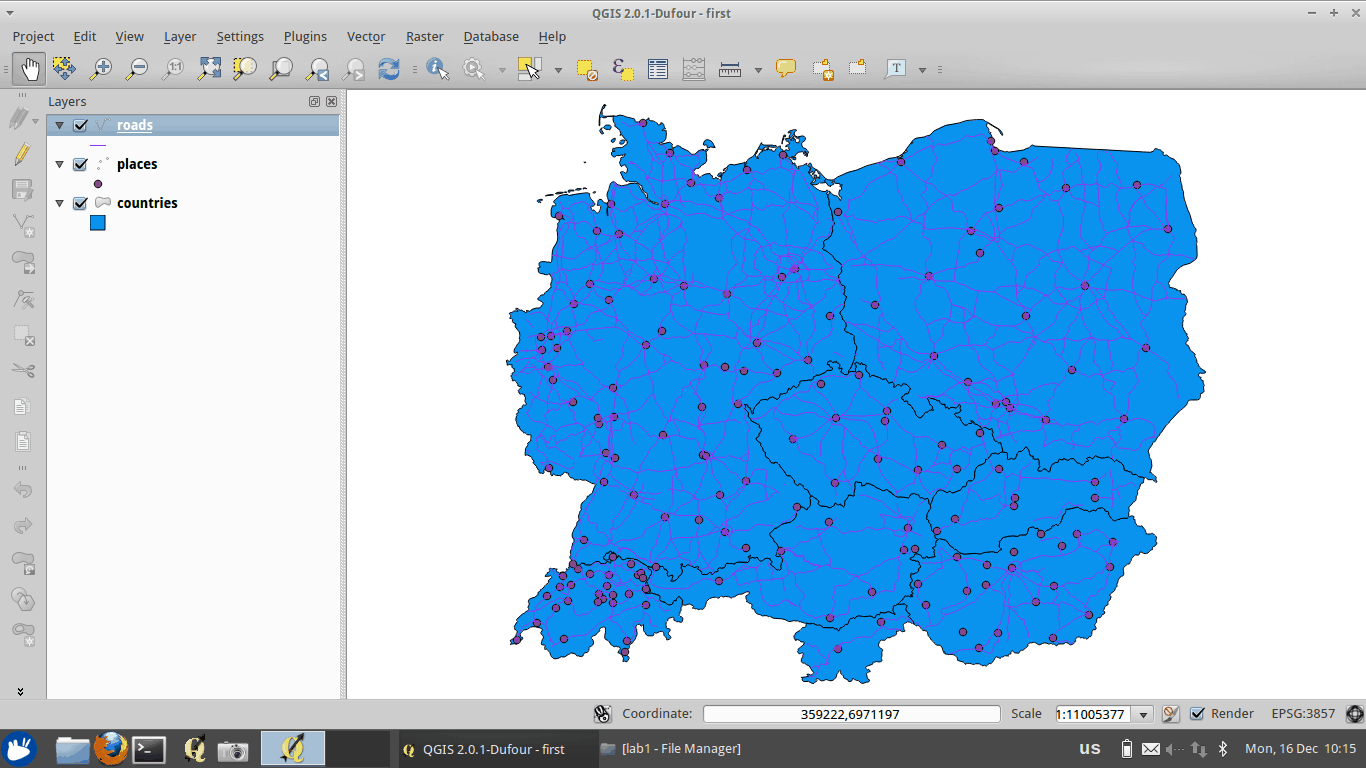 QGIS 2.0.1-Dufour - first
Project Edit View Layer Settings Plugins Vector Raster Database Help
1:1
ε
T
Layers
roads
places
countries
Coordinate: 359222,6971197 Scale 1:11005377 Render EPSG:3857
QGIS 2.0.1-Dufour - first [lab1 - File Manager] us Mon, 16 Dec 10:15